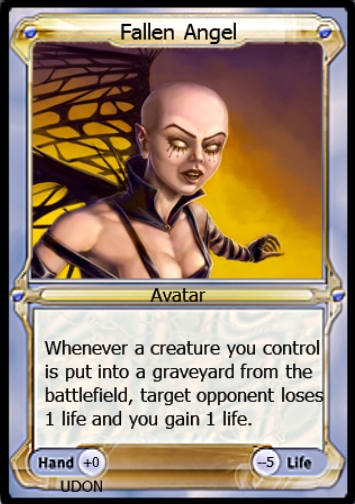 Fallen Angel
Avatar
Whenever a creature you control
is put into a graveyard from the
battlefield, target opponent loses
1 life and you gain 1 life.
Hand +0 --5 Life
UDON